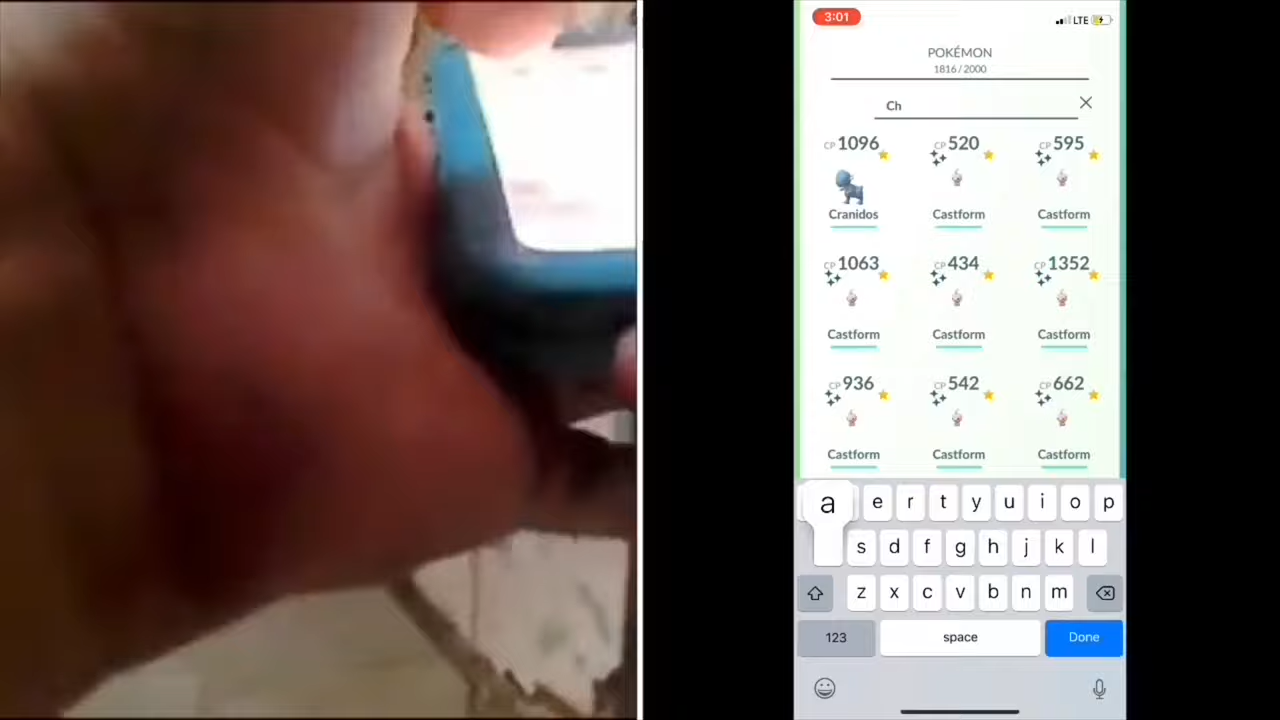 3:01
LTE
POKÉMON
1816 / 2000
Ch
CP 1096
CP 520
CP 595
Cranidos
Castform
Castform
CP 1063
CP 434
CP 1352
Castform
Castform
Castform
CP 936
CP 542
CP 662
Castform
Castform
Castform
a e r t y u i o p
s d f g h j k l
z x c v b n m
123
space
Done